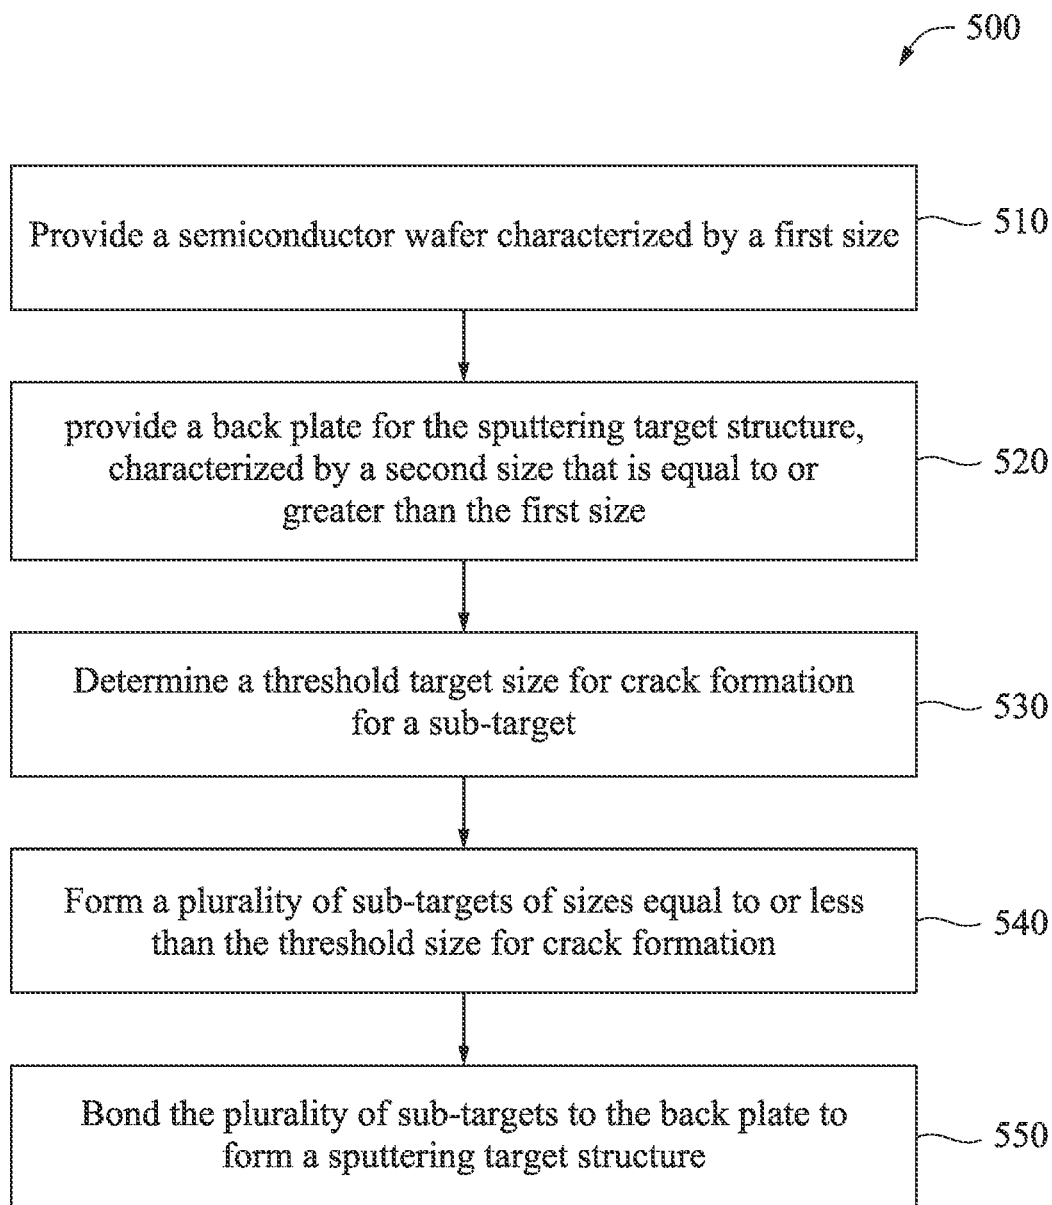 500
Provide a semiconductor wafer characterized by a first size
510
provide a back plate for the sputtering target structure,
characterized by a second size that is equal to or
greater than the first size
520
Determine a threshold target size for crack formation
for a sub-target
530
Form a plurality of sub-targets of sizes equal to or less
than the threshold size for crack formation
540
Bond the plurality of sub-targets to the back plate to
form a sputtering target structure
550